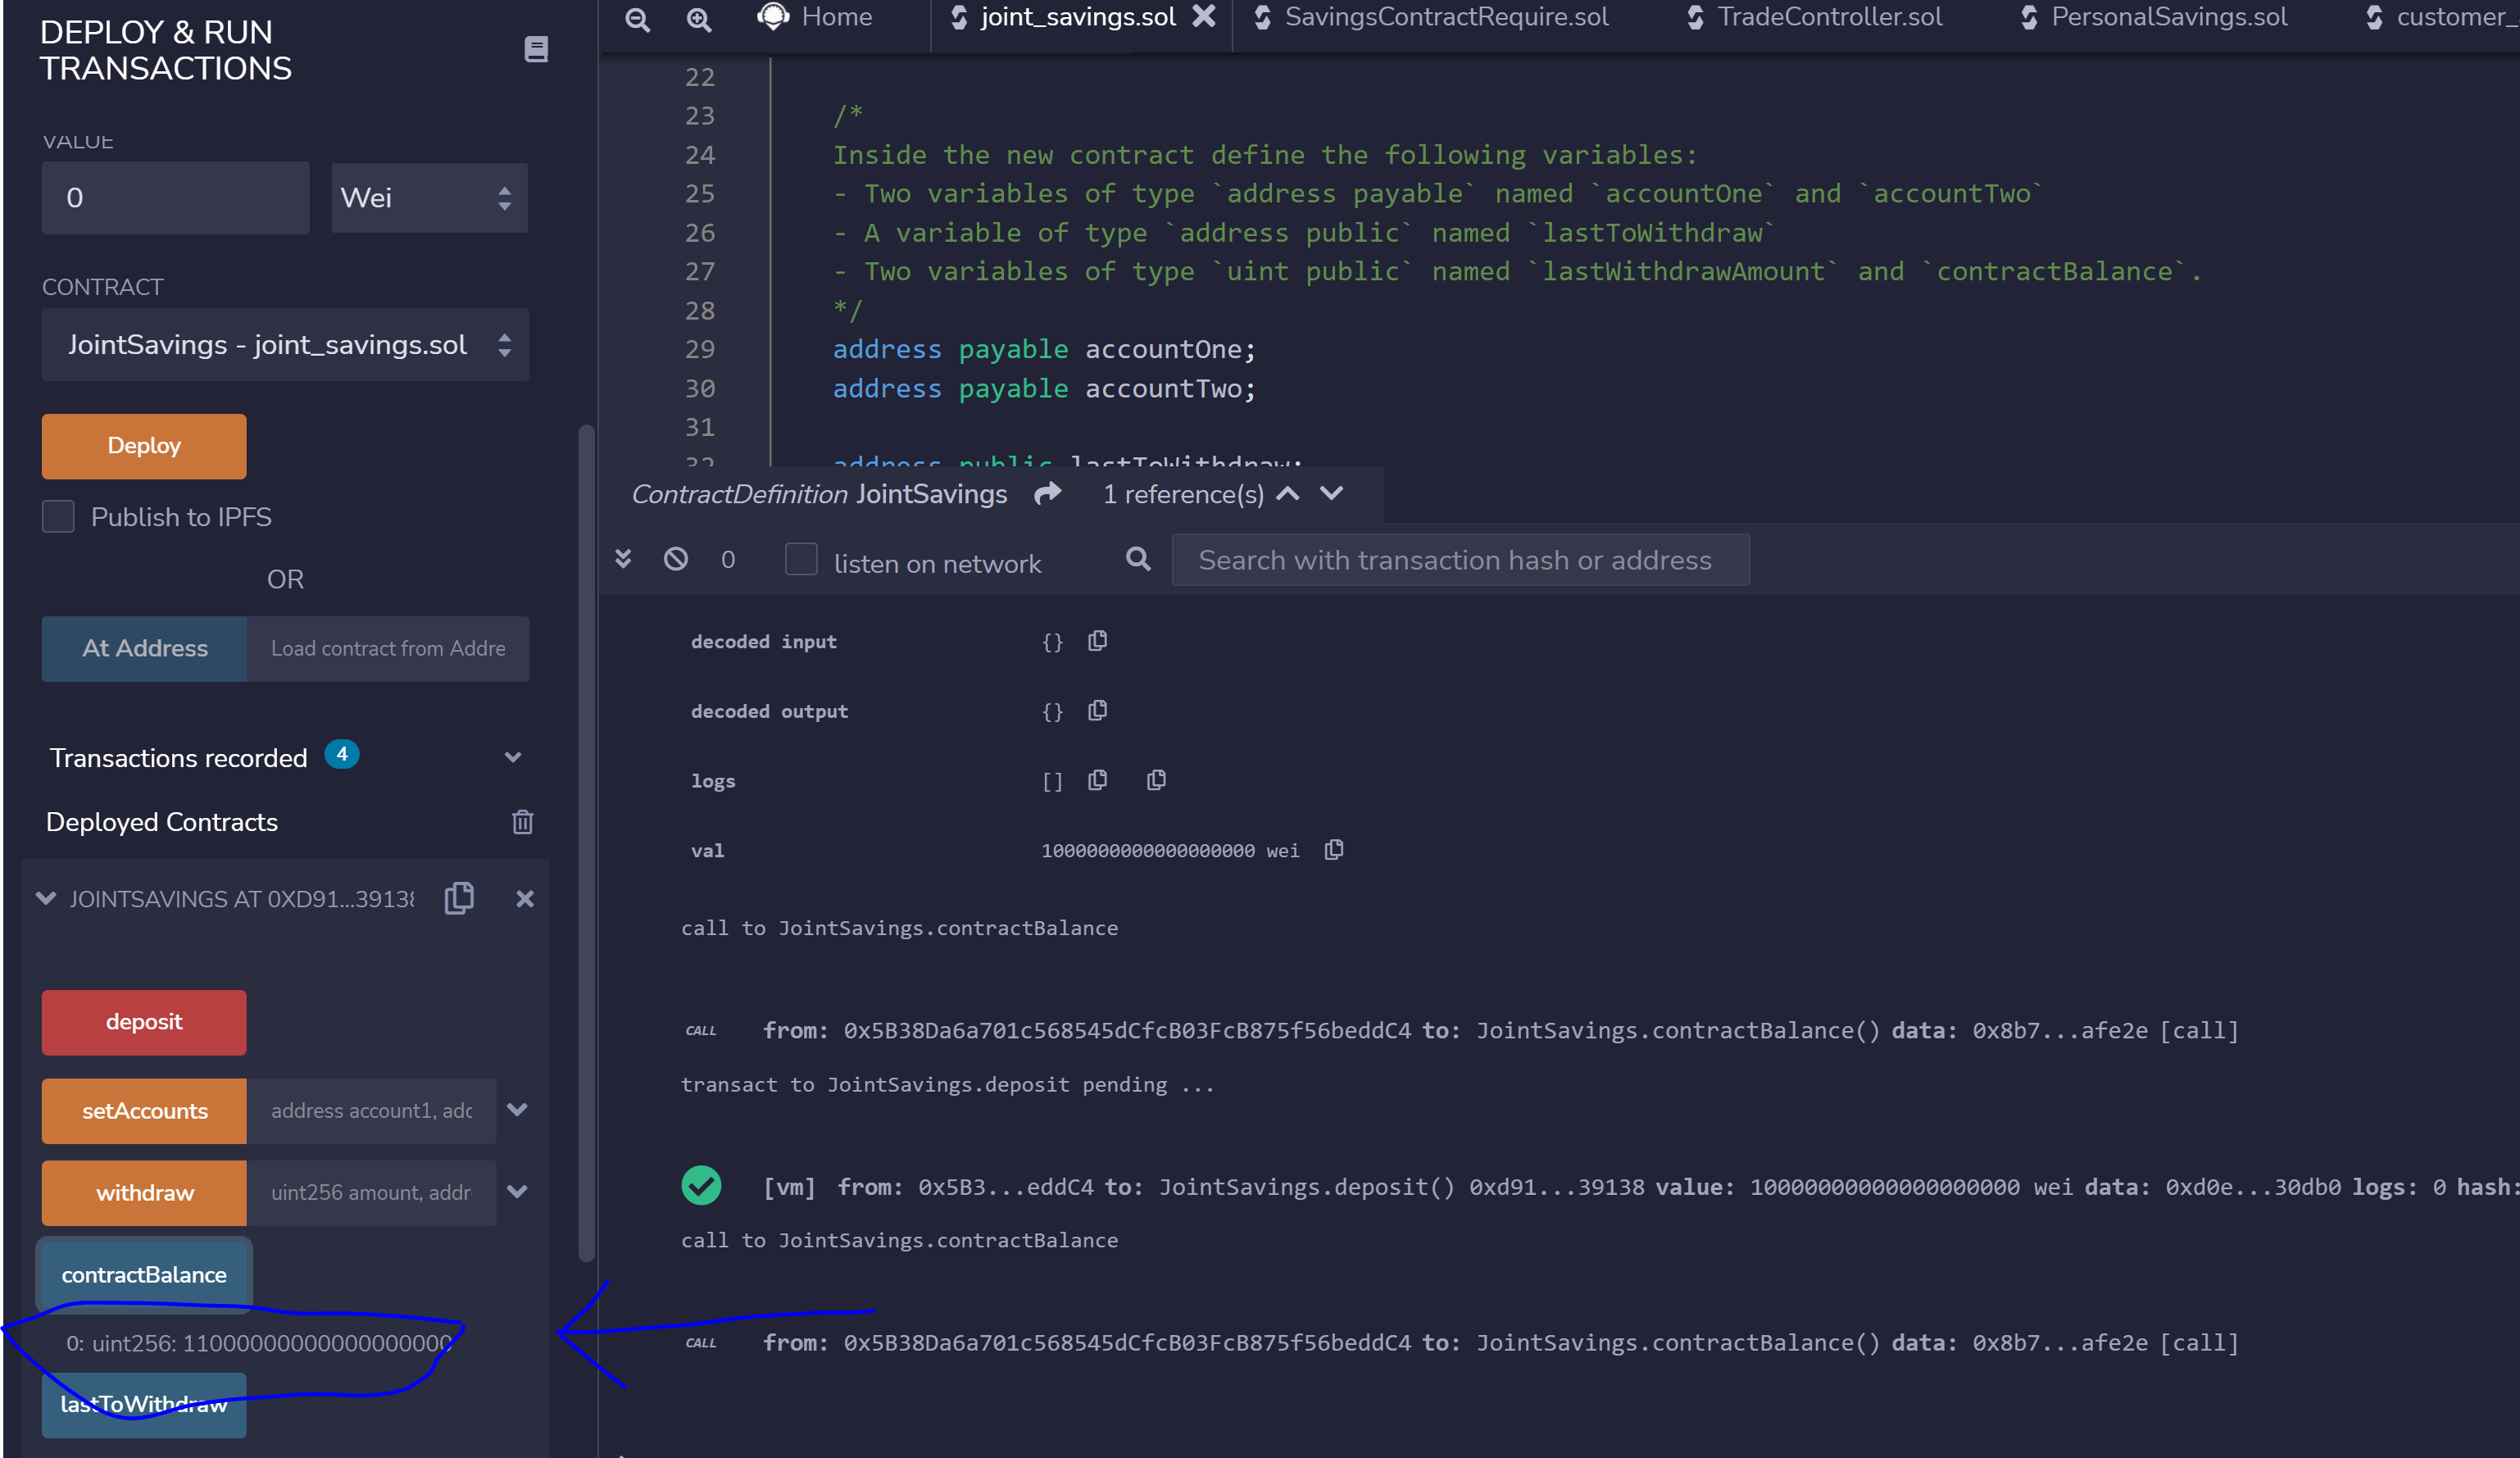 DEPLOY & RUN
TRANSACTIONS
VALUE
0
Wei
CONTRACT
JointSavings - joint_savings.sol
Deploy
Publish to IPFS
OR
At Address
Load contract from Addre
Transactions recorded 4
Deployed Contracts
JOINTSAVINGS AT 0XD91...39138
deposit
setAccounts
address account1, adc
withdraw
uint256 amount, addr
contractBalance
0: uint256: 11000000000000000000
lastToWithdraw
Home
joint_savings.sol
SavingsContractRequire.sol
TradeController.sol
PersonalSavings.sol
customer_
22
23 /*
24 Inside the new contract define the following variables:
25 - Two variables of type `address payable` named `accountOne` and `accountTwo`
26 - A variable of type `address public` named `lastToWithdraw`
27 - Two variables of type `uint public` named `lastWithdrawAmount` and `contractBalance`.
28 */
29 address payable accountOne;
30 address payable accountTwo;
31
32 address public lastToWithdraw;
ContractDefinition JointSavings 1 reference(s)
0
listen on network
Search with transaction hash or address
decoded input {}
decoded output {}
logs []
val 1000000000000000000 wei
call to JointSavings.contractBalance
CALL from: 0x5B38Da6a701c568545dCfcB03FcB875f56beddC4 to: JointSavings.contractBalance() data: 0x8b7...afe2e [call]
transact to JointSavings.deposit pending ...
[vm] from: 0x5B3...eddC4 to: JointSavings.deposit() 0xd91...39138 value: 10000000000000000000 wei data: 0xd0e...30db0 logs: 0 hash:
call to JointSavings.contractBalance
CALL from: 0x5B38Da6a701c568545dCfcB03FcB875f56beddC4 to: JointSavings.contractBalance() data: 0x8b7...afe2e [call]